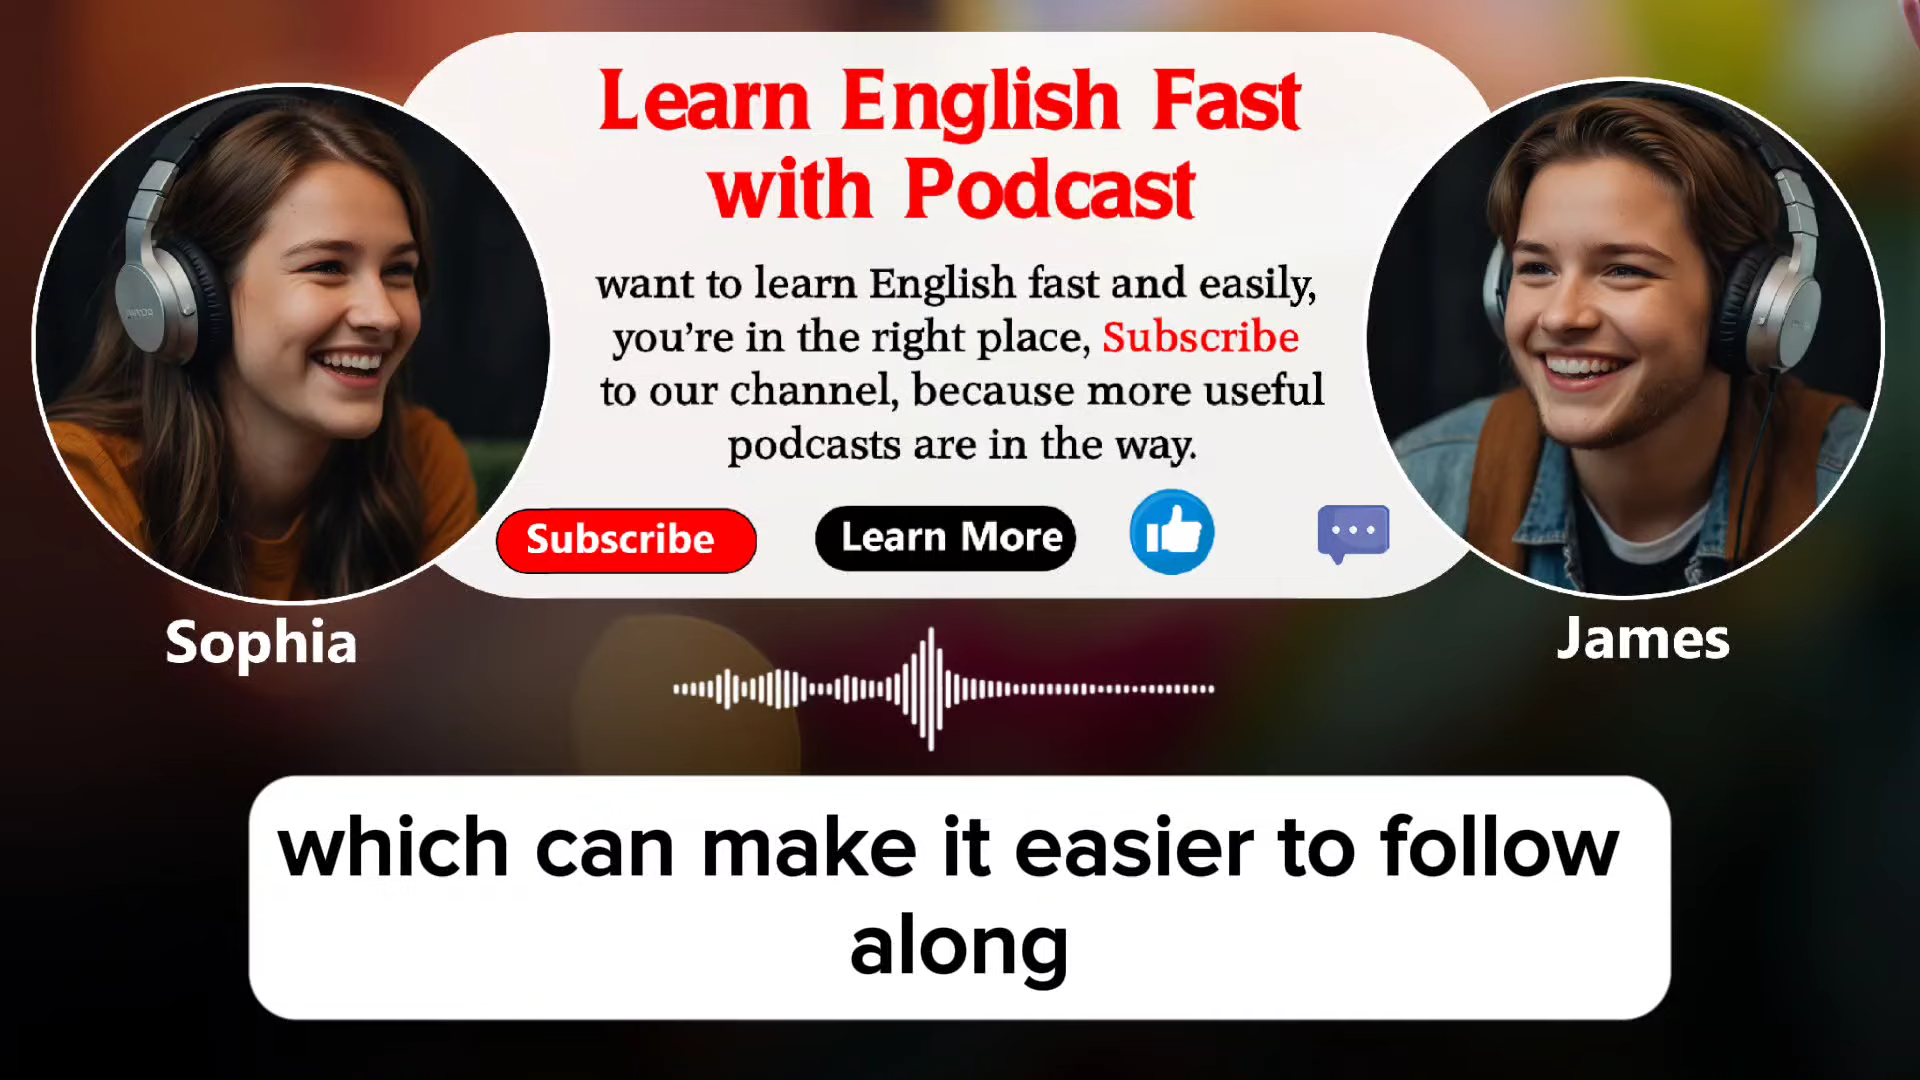 Learn English Fast
with Podcast
want to learn English fast and easily,
you're in the right place, Subscribe
to our channel, because more useful
podcasts are in the way.
Subscribe
Learn More
Sophia
James
which can make it easier to follow
along